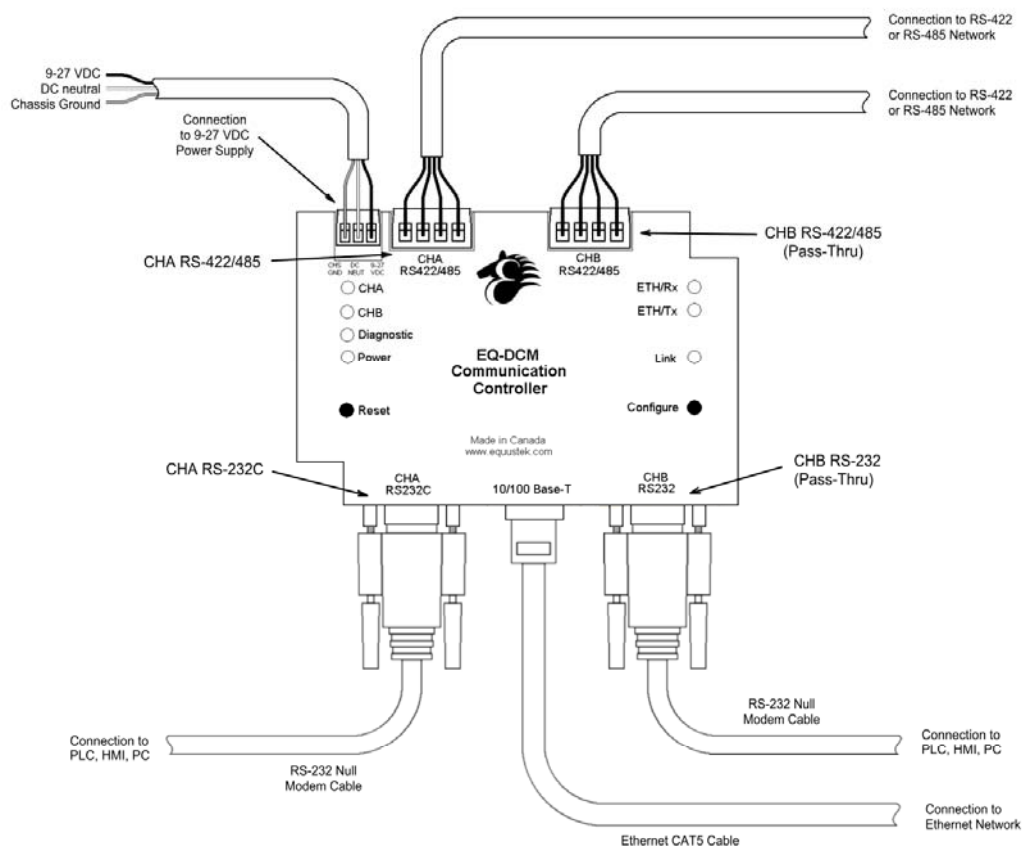 Connection to RS-422
or RS-485 Network
9-27 VDC
DC neutral
Chassis Ground
Connection
to 9-27 VDC
Power Supply
Connection to RS-422
or RS-485 Network
CHA RS-422/485
CHB RS-422/485
(Pass-Thru)
CHS
GND
DC
NEUT
9-27
VDC
CHA
RS422/485
CHB
RS422/485
CHA
CHB
Diagnostic
Power
Reset
ETH/Rx
ETH/Tx
Link
Configure
EQ-DCM
Communication
Controller
Made in Canada
www.equustek.com
CHA RS-232C
CHB RS-232
(Pass-Thru)
CHA
RS232C
10/100 Base-T
CHB
RS232
RS-232 Null
Modem Cable
Connection to
PLC, HMI, PC
Connection to
PLC, HMI, PC
RS-232 Null
Modem Cable
Connection to
Ethernet Network
Ethernet CAT5 Cable